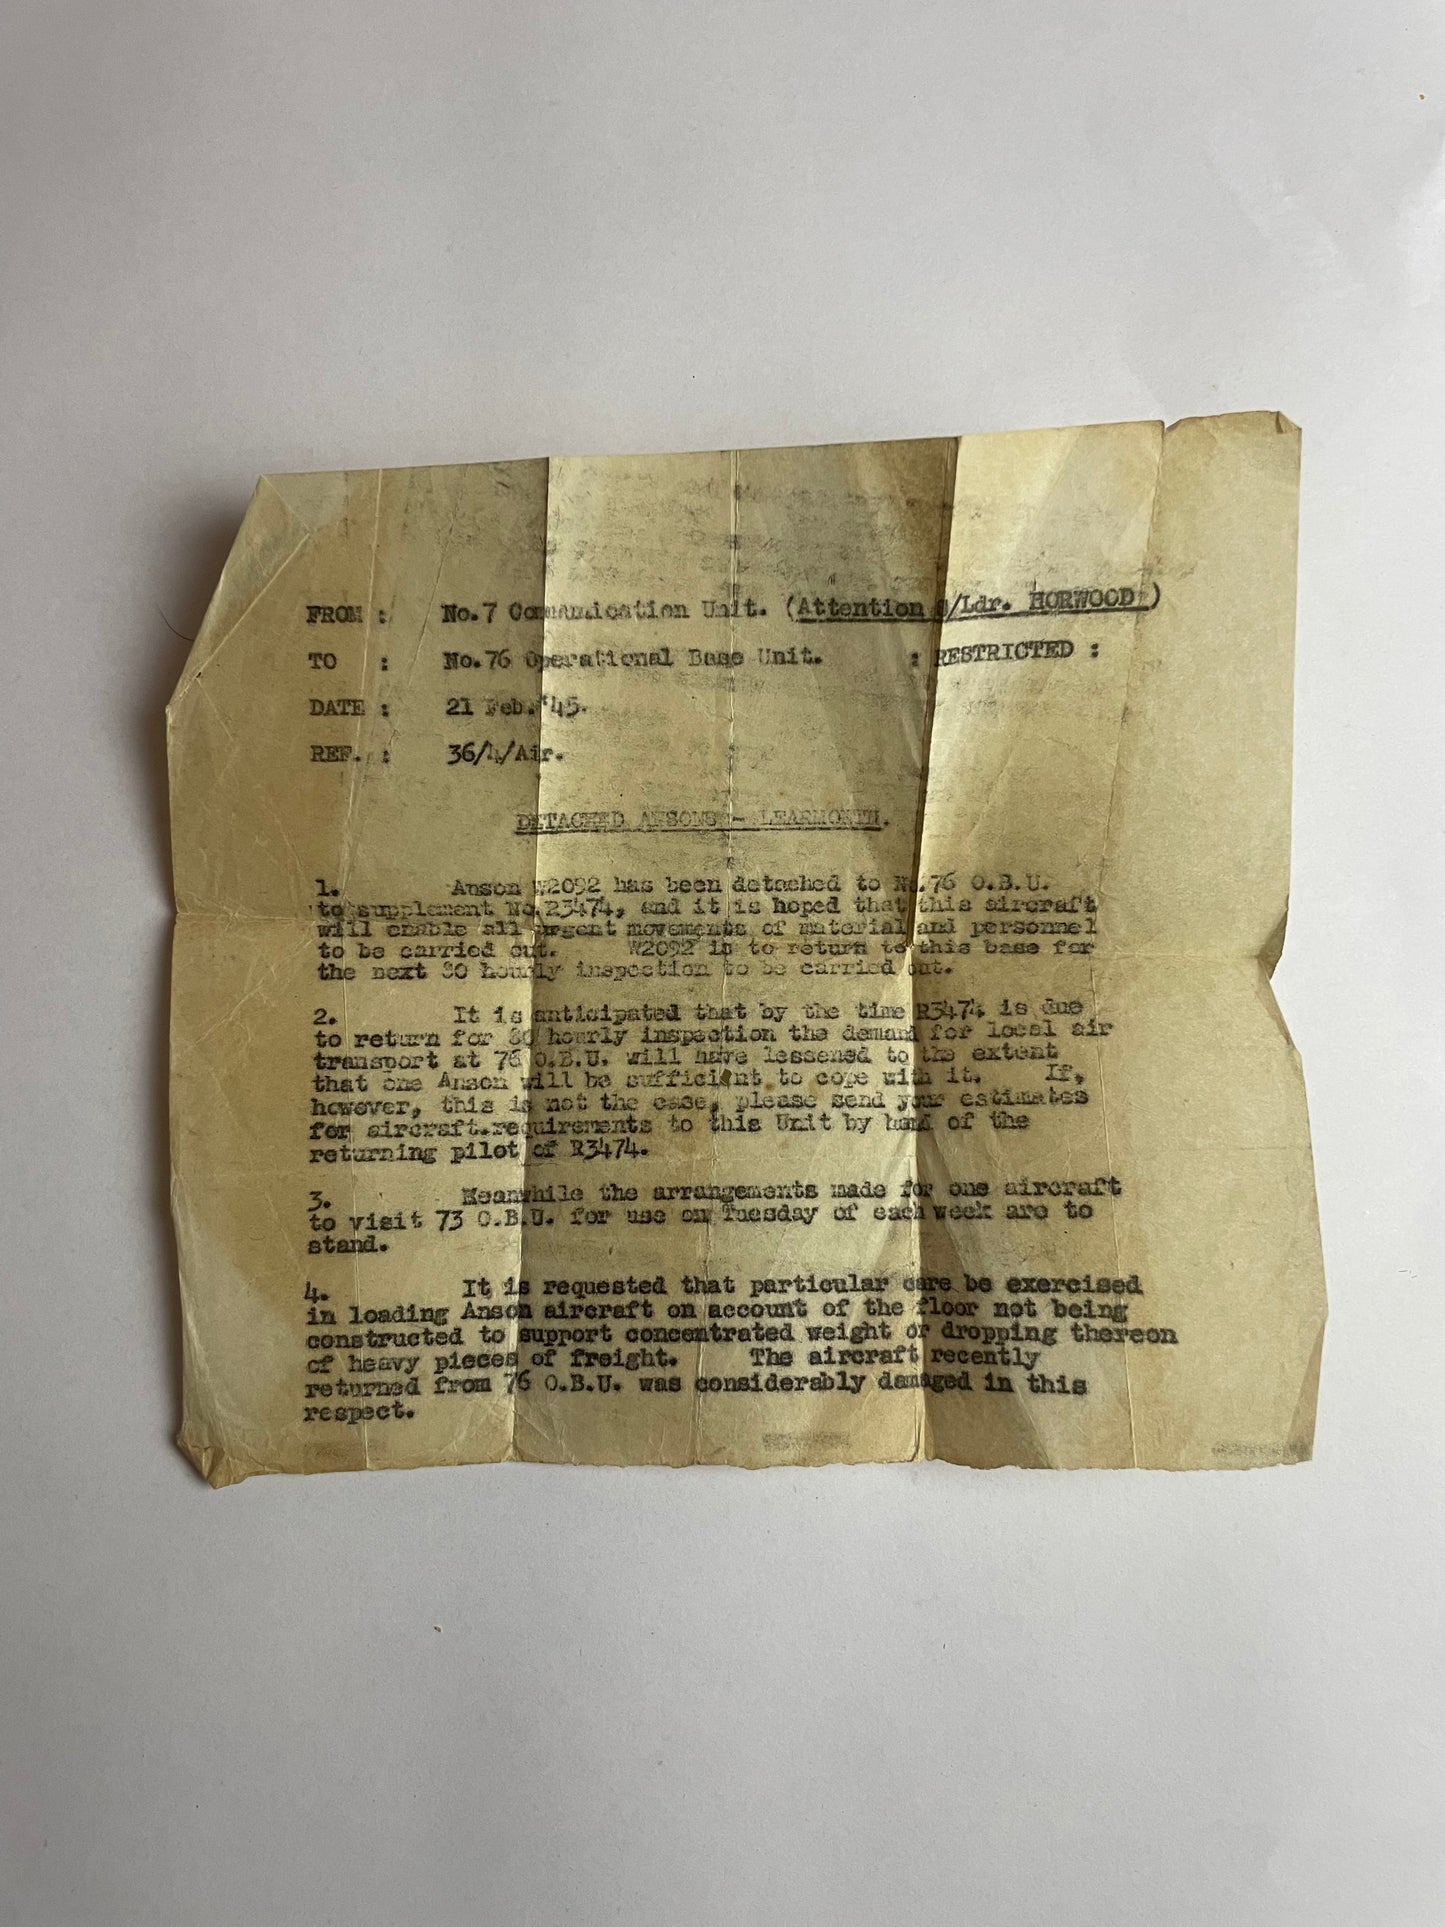 FROM : No.7 Communication Unit. (Attention S/Ldr. HORWOOD.)
TO : No.76 Operational Base Unit. : RESTRICTED :
DATE : 21 Feb.'45.
REF. : 36/4/Air.
DETACHED ANSONS - LEARMONTH.
1. Anson W2092 has been detached to No.76 O.B.U.
to supplement No.23474, and it is hoped that this aircraft
will enable all urgent movements of material and personnel
to be carried out. W2092 is to return to this base for
the next 80 hourly inspection to be carried out.
2. It is anticipated that by the time R3474 is due
to return for 80 hourly inspection the demand for local air
transport at 76 O.B.U. will have lessened to the extent
that one Anson will be sufficient to cope with it. If,
however, this is not the case, please send your estimates
for aircraft.requirements to this Unit by hand of the
returning pilot of R3474.
3. Meanwhile the arrangements made for one aircraft
to visit 73 O.B.U. for use on Tuesday of each week are to
stand.
4. It is requested that particular care be exercised
in loading Anson aircraft on account of the floor not being
constructed to support concentrated weight or dropping thereon
of heavy pieces of freight. The aircraft recently
returned from 76 O.B.U. was considerably damaged in this
respect.